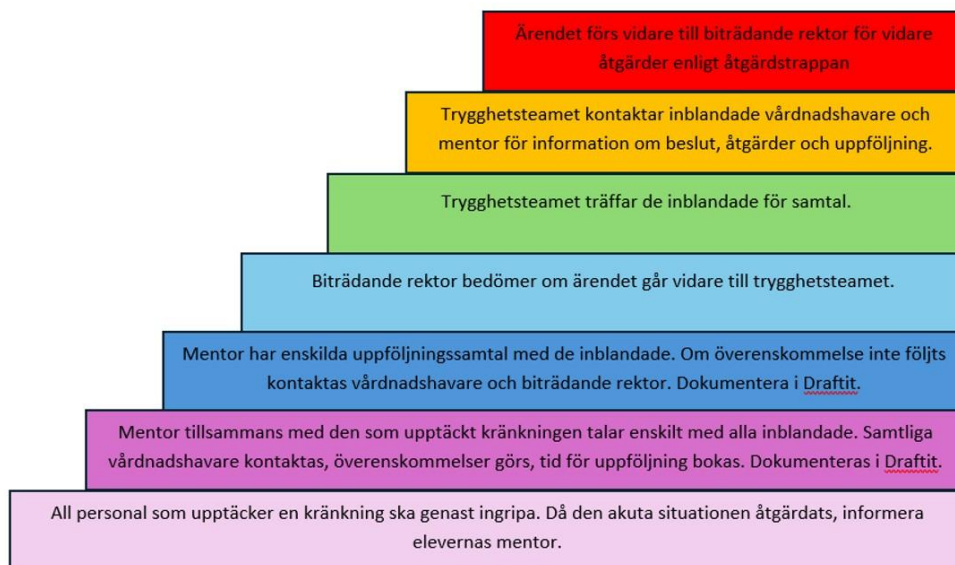 Ärendet förs vidare till biträdande rektor för vidare
åtgärder enligt åtgärdstrappan
Trygghetsteamet kontaktar inblandade vårdnadshavare och
mentor för information om beslut, åtgärder och uppföljning.
Trygghetsteamet träffar de inblandade för samtal.
Biträdande rektor bedömer om ärendet går vidare till trygghetsteamet.
Mentor har enskilda uppföljningssamtal med de inblandade. Om överenskommelse inte följts
kontaktas vårdnadshavare och biträdande rektor. Dokumentera i Draftit.
Mentor tillsammans med den som upptäckt kränkningen talar enskilt med alla inblandade. Samtliga
vårdnadshavare kontaktas, överenskommelser görs, tid för uppföljning bokas. Dokumenteras i Draftit.
All personal som upptäcker en kränkning ska genast ingripa. Då den akuta situationen åtgärdats, informera
elevernas mentor.